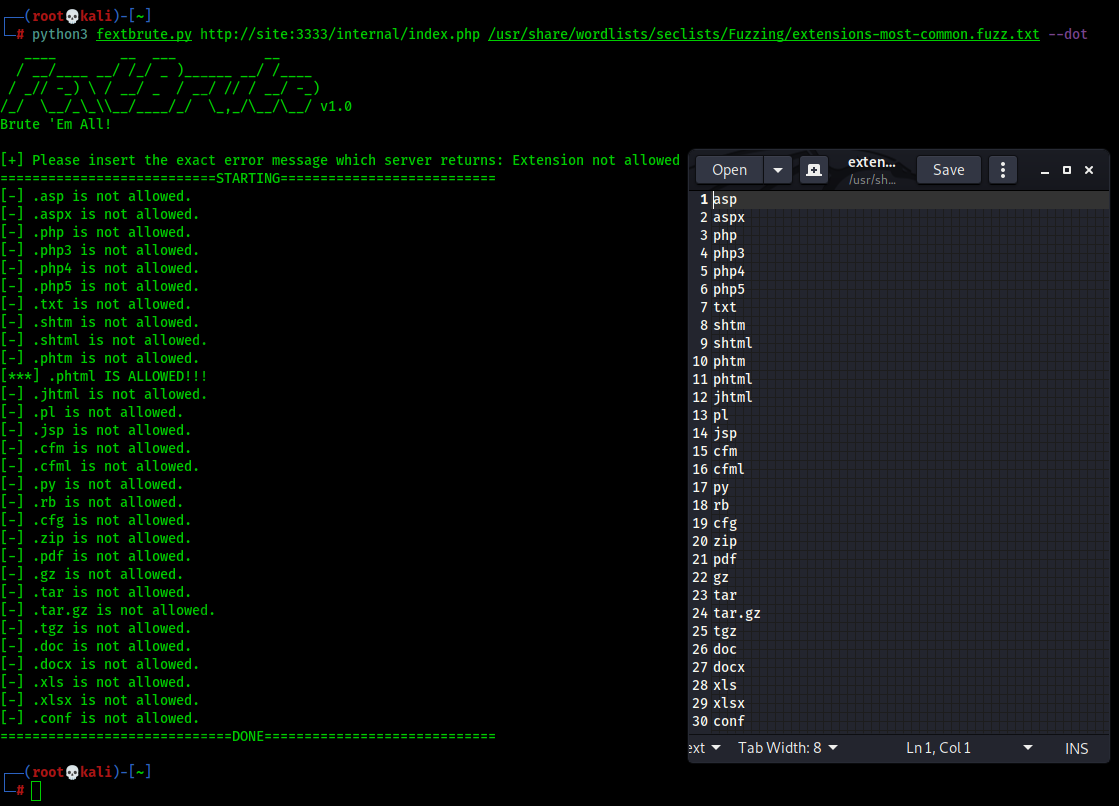 ┌──(root💀kali)-[~]
└─# python3 fextbrute.py http://site:3333/internal/index.php /usr/share/wordlists/seclists/Fuzzing/extensions-most-common.fuzz.txt --dot
FextBrute v1.0
Brute 'Em All!
[+] Please insert the exact error message which server returns: Extension not allowed
===========================STARTING===========================
[-] .asp is not allowed.
[-] .aspx is not allowed.
[-] .php is not allowed.
[-] .php3 is not allowed.
[-] .php4 is not allowed.
[-] .php5 is not allowed.
[-] .txt is not allowed.
[-] .shtm is not allowed.
[-] .shtml is not allowed.
[-] .phtm is not allowed.
[***] .phtml IS ALLOWED!!!
[-] .jhtml is not allowed.
[-] .pl is not allowed.
[-] .jsp is not allowed.
[-] .cfm is not allowed.
[-] .cfml is not allowed.
[-] .py is not allowed.
[-] .rb is not allowed.
[-] .cfg is not allowed.
[-] .zip is not allowed.
[-] .pdf is not allowed.
[-] .gz is not allowed.
[-] .tar is not allowed.
[-] .tar.gz is not allowed.
[-] .tgz is not allowed.
[-] .doc is not allowed.
[-] .docx is not allowed.
[-] .xls is not allowed.
[-] .xlsx is not allowed.
[-] .conf is not allowed.
=============================DONE=============================
┌──(root💀kali)-[~]
└─#
Open
exten...
/usr/sh...
Save
1 asp
2 aspx
3 php
4 php3
5 php4
6 php5
7 txt
8 shtm
9 shtml
10 phtm
11 phtml
12 jhtml
13 pl
14 jsp
15 cfm
16 cfml
17 py
18 rb
19 cfg
20 zip
21 pdf
22 gz
23 tar
24 tar.gz
25 tgz
26 doc
27 docx
28 xls
29 xlsx
30 conf
ext Tab Width: 8 Ln 1, Col 1 INS